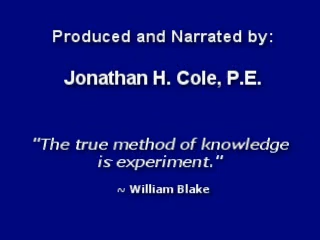 Produced and Narrated by:
Jonathan H. Cole, P.E.
"The true method of knowledge
is experiment."
~ William Blake